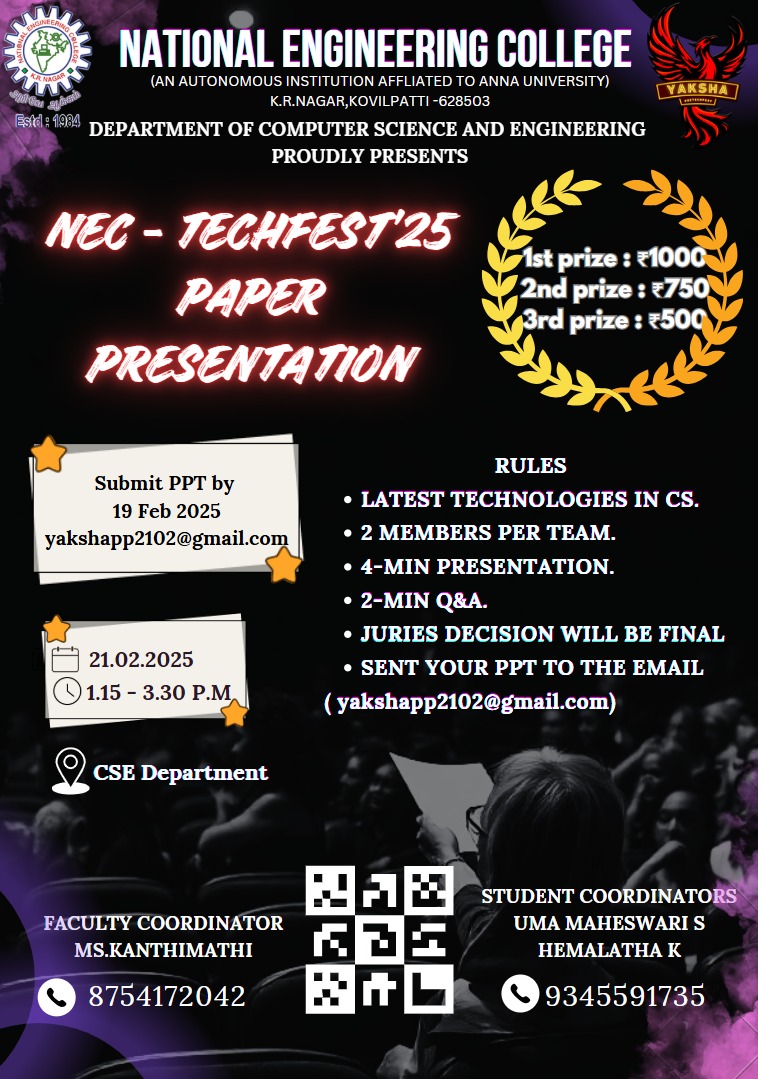 NATIONAL ENGINEERING COLLEGE
(AN AUTONOMOUS INSTITUTION AFFLIATED TO ANNA UNIVERSITY)
K.R.NAGAR,KOVILPATTI -628503
NATIONAL ENGINEERING COLLEGE
K.R. NAGAR
Estd : 1984
YAKSHA
DEPARTMENT OF COMPUTER SCIENCE AND ENGINEERING
PROUDLY PRESENTS
NEC - TECHFEST'25
PAPER
PRESENTATION
1st prize : ₹1000
2nd prize : ₹750
3rd prize : ₹500
Submit PPT by
19 Feb 2025
yakshapp2102@gmail.com
21.02.2025
1.15 - 3.30 P.M
CSE Department
RULES
• LATEST TECHNOLOGIES IN CS.
• 2 MEMBERS PER TEAM.
• 4-MIN PRESENTATION.
• 2-MIN Q&A.
• JURIES DECISION WILL BE FINAL
• SENT YOUR PPT TO THE EMAIL
( yakshapp2102@gmail.com)
FACULTY COORDINATOR
MS.KANTHIMATHI
8754172042
STUDENT COORDINATORS
UMA MAHESWARI S
HEMALATHA K
9345591735